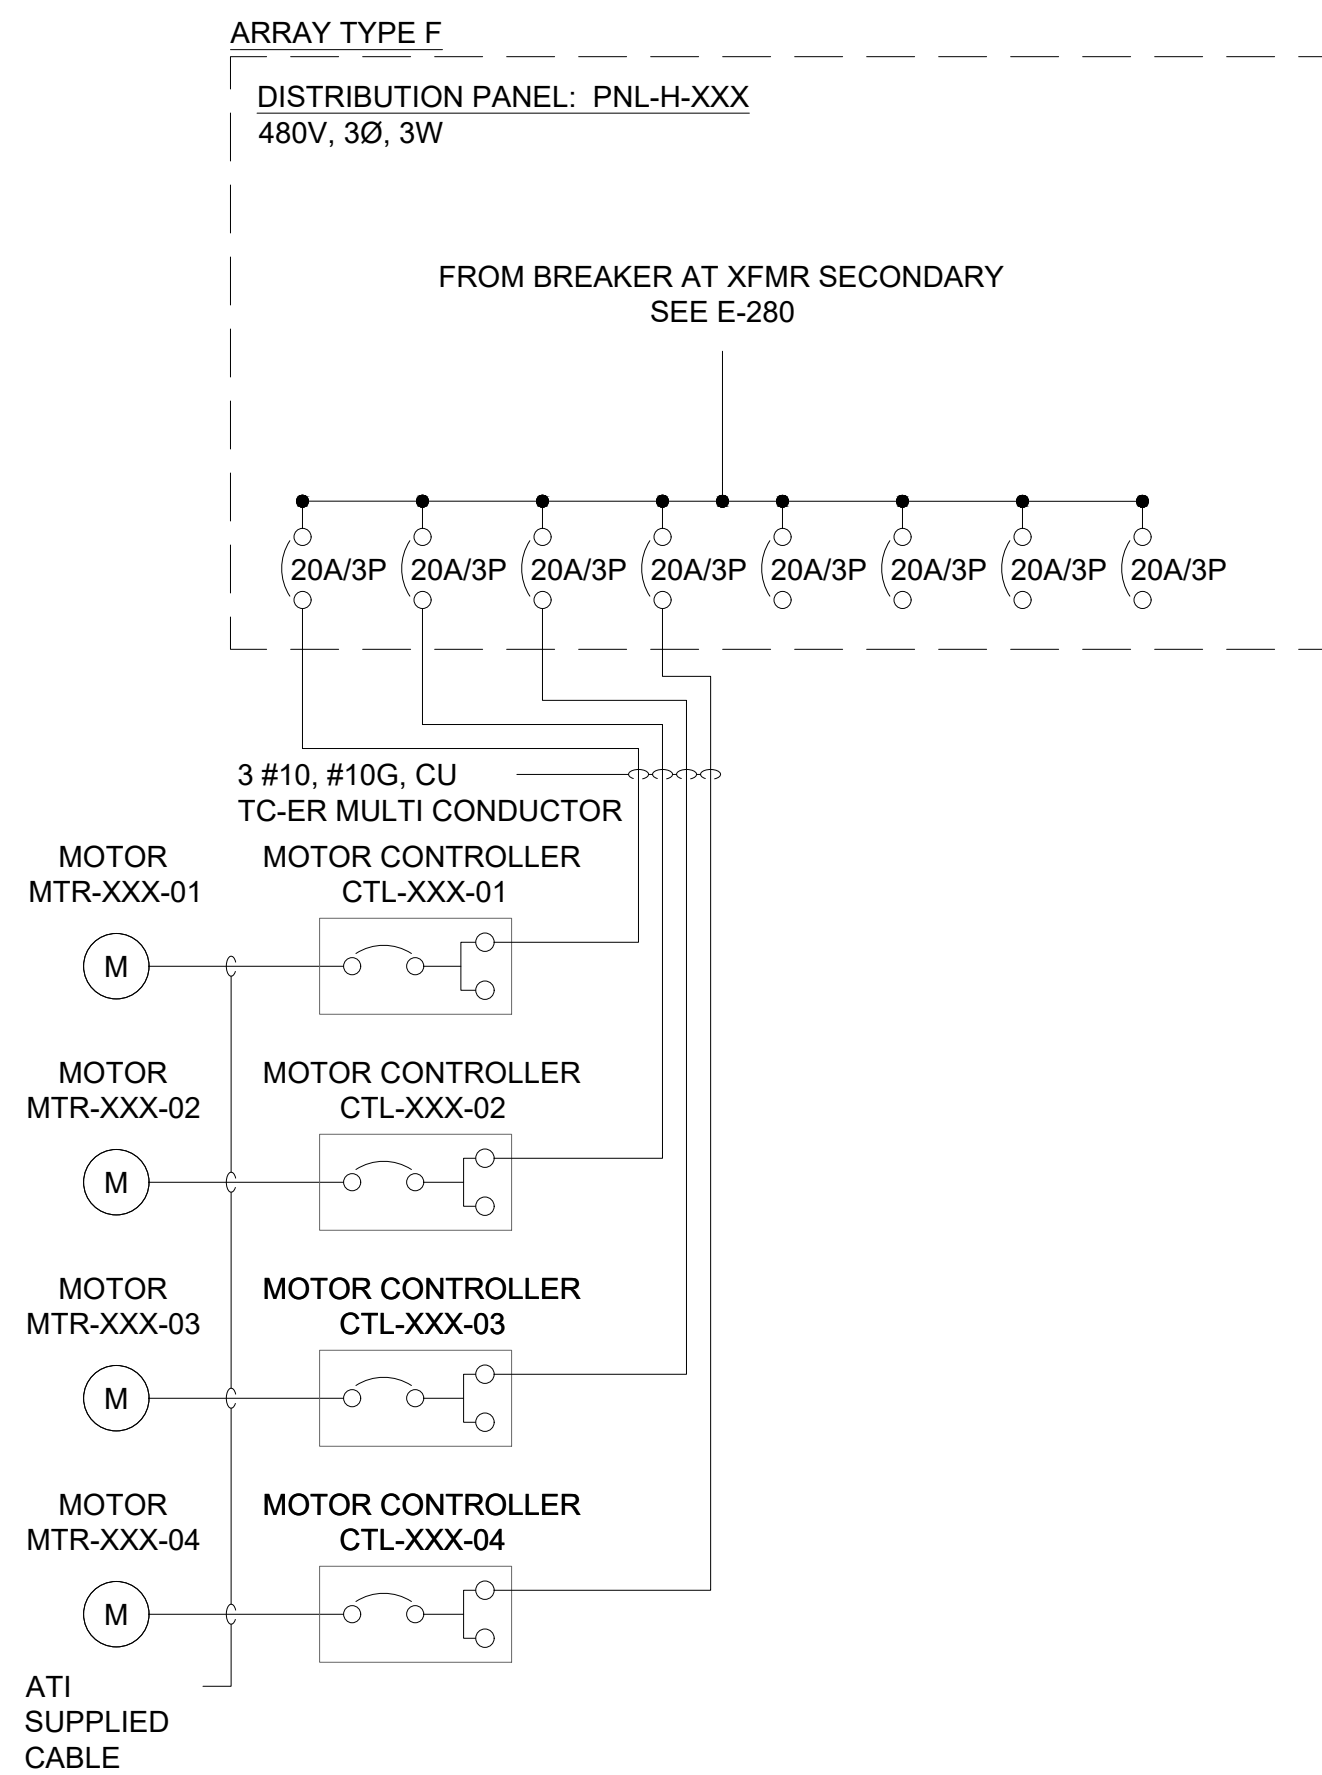 ARRAY TYPE F
DISTRIBUTION PANEL: PNL-H-XXX
480V, 3Ø, 3W
FROM BREAKER AT XFMR SECONDARY
SEE E-280
20A/3P 20A/3P 20A/3P 20A/3P 20A/3P 20A/3P 20A/3P 20A/3P
3 #10, #10G, CU
TC-ER MULTI CONDUCTOR
MOTOR
MTR-XXX-01
MOTOR CONTROLLER
CTL-XXX-01
M
MOTOR
MTR-XXX-02
MOTOR CONTROLLER
CTL-XXX-02
M
MOTOR
MTR-XXX-03
MOTOR CONTROLLER
CTL-XXX-03
M
MOTOR
MTR-XXX-04
MOTOR CONTROLLER
CTL-XXX-04
M
ATI
SUPPLIED
CABLE